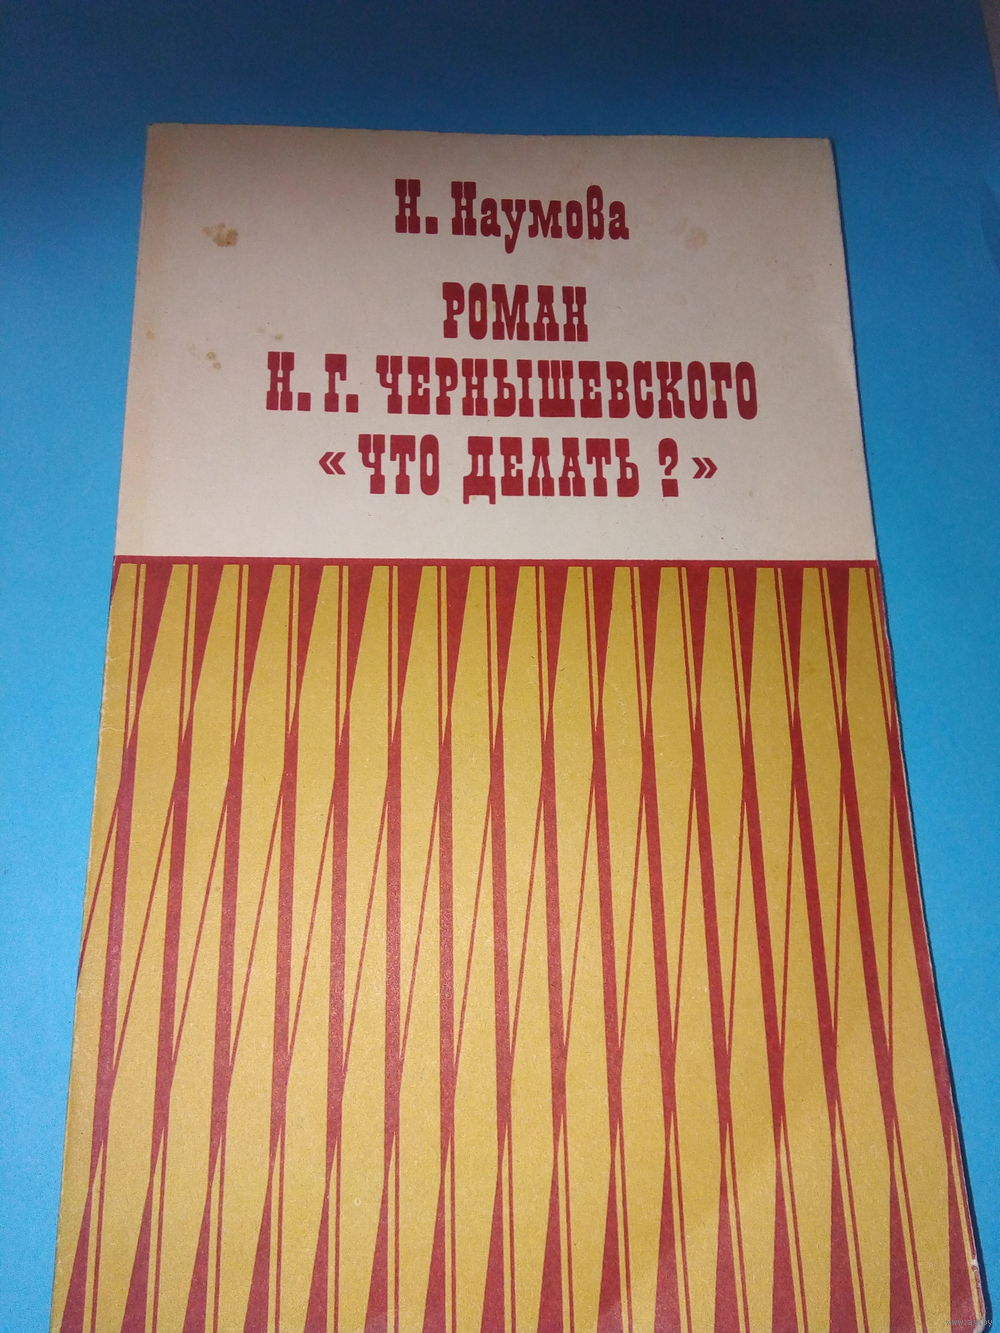 Н. Наумова
РОМАН
Н. Г. ЧЕРНЫШЕВСКОГО
« ЧТО ДЕЛАТЬ ? »